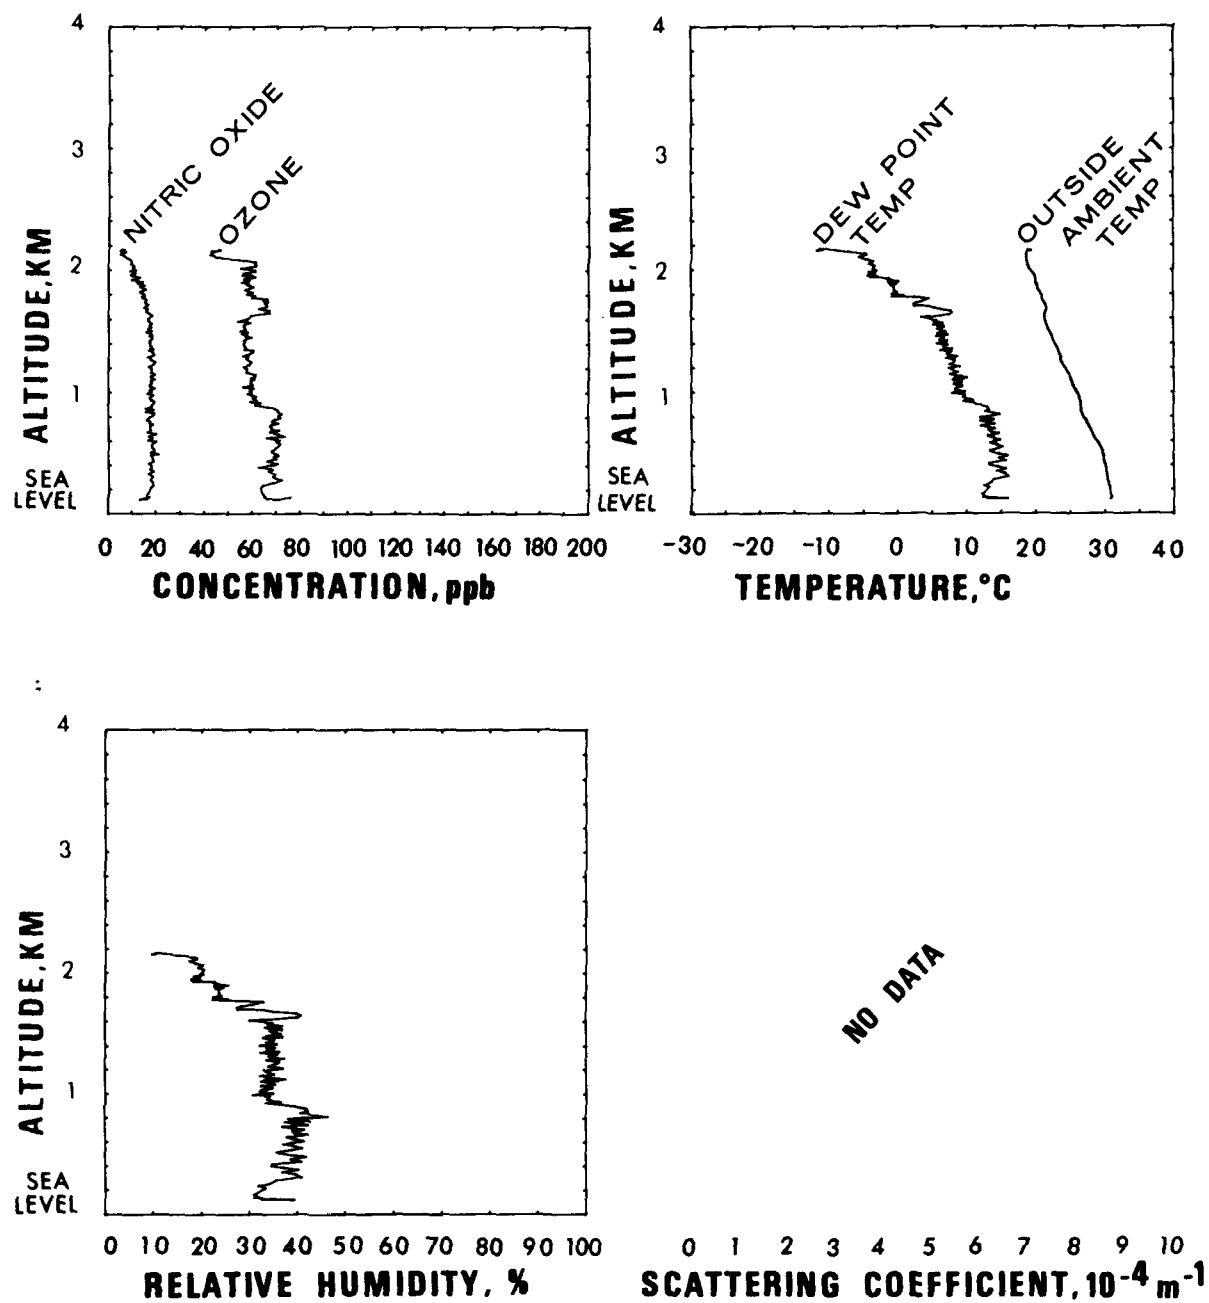 4
3
2
1
SEA
LEVEL
ALTITUDE,KM
NITRIC OXIDE
OZONE
0 20 40 60 80 100 120 140 160 180 200
CONCENTRATION, ppb
4
3
2
1
SEA
LEVEL
ALTITUDE,KM
DEW POINT
TEMP
OUTSIDE
AMBIENT
TEMP
-30 -20 -10 0 10 20 30 40
TEMPERATURE,°C
4
3
2
1
SEA
LEVEL
ALTITUDE,KM
0 10 20 30 40 50 60 70 80 90 100
RELATIVE HUMIDITY, %
NO DATA
0 1 2 3 4 5 6 7 8 9 10
SCATTERING COEFFICIENT, 10⁻⁴ m⁻¹